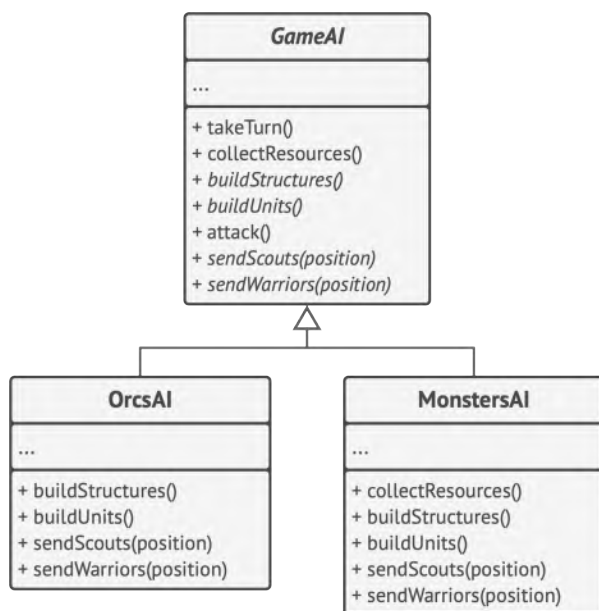 GameAI
...
+ takeTurn()
+ collectResources()
+ buildStructures()
+ buildUnits()
+ attack()
+ sendScouts(position)
+ sendWarriors(position)
OrcsAI
...
+ buildStructures()
+ buildUnits()
+ sendScouts(position)
+ sendWarriors(position)
MonstersAI
...
+ collectResources()
+ buildStructures()
+ buildUnits()
+ sendScouts(position)
+ sendWarriors(position)